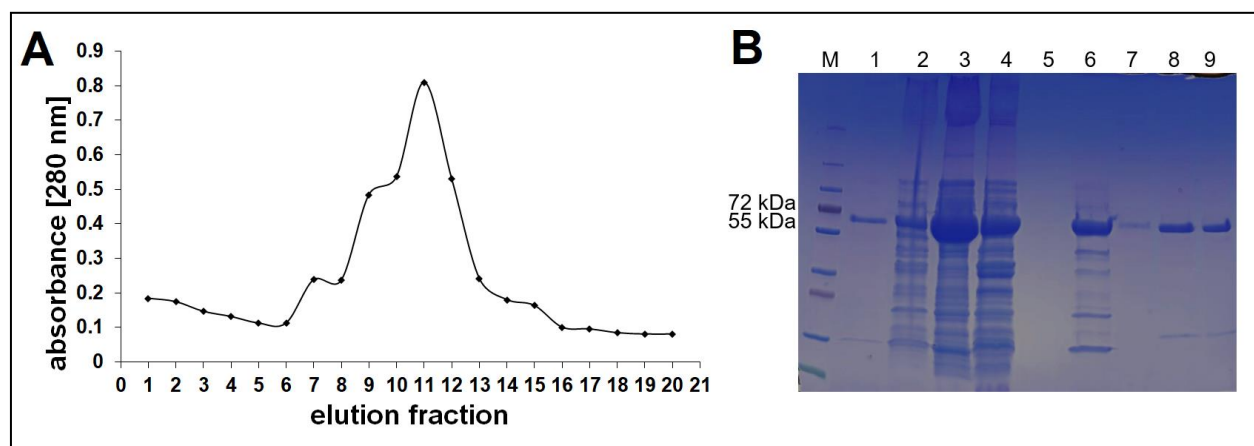 A
absorbance [280 nm]
0.9
0.8
0.7
0.6
0.5
0.4
0.3
0.2
0.1
0
0 1 2 3 4 5 6 7 8 9 10 11 12 13 14 15 16 17 18 19 20 21
elution fraction
B
M 1 2 3 4 5 6 7 8 9
72 kDa
55 kDa